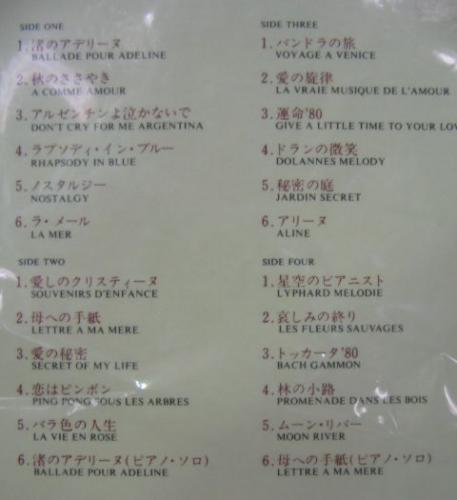 SIDE ONE
1. 渚のアデリーヌ
BALLADE POUR ADELINE
2. 秋のささやき
A COMME AMOUR
3. アルゼンチンよ泣かないで
DON'T CRY FOR ME ARGENTINA
4. ラプソディ・イン・ブルー
RHAPSODY IN BLUE
5. ノスタルジー
NOSTALGY
6. ラ・メール
LA MER
SIDE TWO
1. 愛しのクリスティーヌ
SOUVENIRS D'ENFANCE
2. 母への手紙
LETTRE A MA MERE
3. 愛の秘密
SECRET OF MY LIFE
4. 恋はピンポン
PING PONG SOUS LES ARBRES
5. バラ色の人生
LA VIE EN ROSE
6. 渚のアデリーヌ(ピアノ・ソロ)
BALLADE POUR ADELINE
SIDE THREE
1. バンドラの旅
VOYAGE A VENICE
2. 愛の旋律
LA VRAIE MUSIQUE DE L'AMOUR
3. 運命'80
GIVE A LITTLE TIME TO YOUR LOV
4. ドランの微笑
DOLANNES MELODY
5. 秘密の庭
JARDIN SECRET
6. アリーヌ
ALINE
SIDE FOUR
1. 星空のピアニスト
LYPHARD MELODIE
2. 哀しみの終り
LES FLEURS SAUVAGES
3. トッカータ'80
BACH GAMMON
4. 林の小路
PROMENADE DANS LES BOIS
5. ムーン・リバー
MOON RIVER
6. 母への手紙(ピアノ・ソロ)
LETTRE A MA MERE